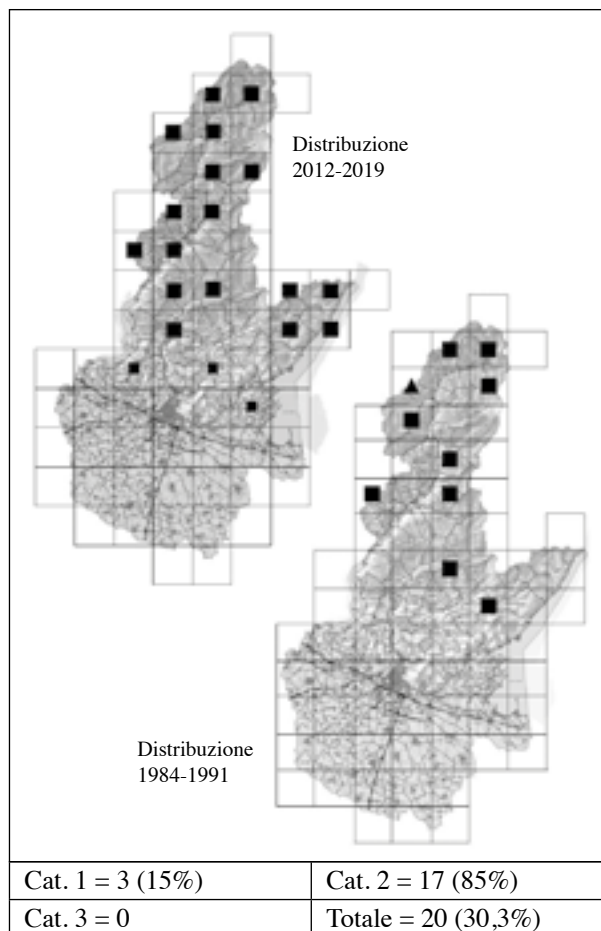 Distribuzione
2012-2019
Distribuzione
1984-1991
Cat. 1 = 3 (15%)
Cat. 2 = 17 (85%)
Cat. 3 = 0
Totale = 20 (30,3%)